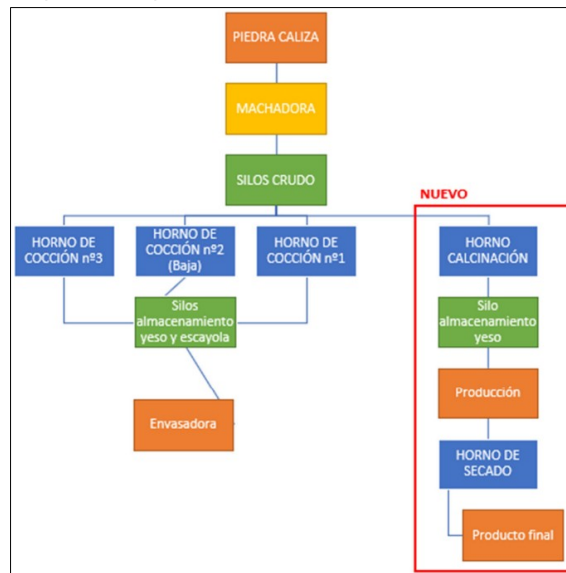 PIEDRA CALIZA
MACHADORA
SILOS CRUDO
NUEVO
HORNO DE
COCCIÓN nº3
HORNO DE
COCCIÓN nº2
(Baja)
HORNO DE
COCCIÓN nº1
HORNO
CALCINACIÓN
Silos
almacenamiento
yeso y escayola
Silo
almacenamiento
yeso
Envasadora
Producción
HORNO DE
SECADO
Producto final